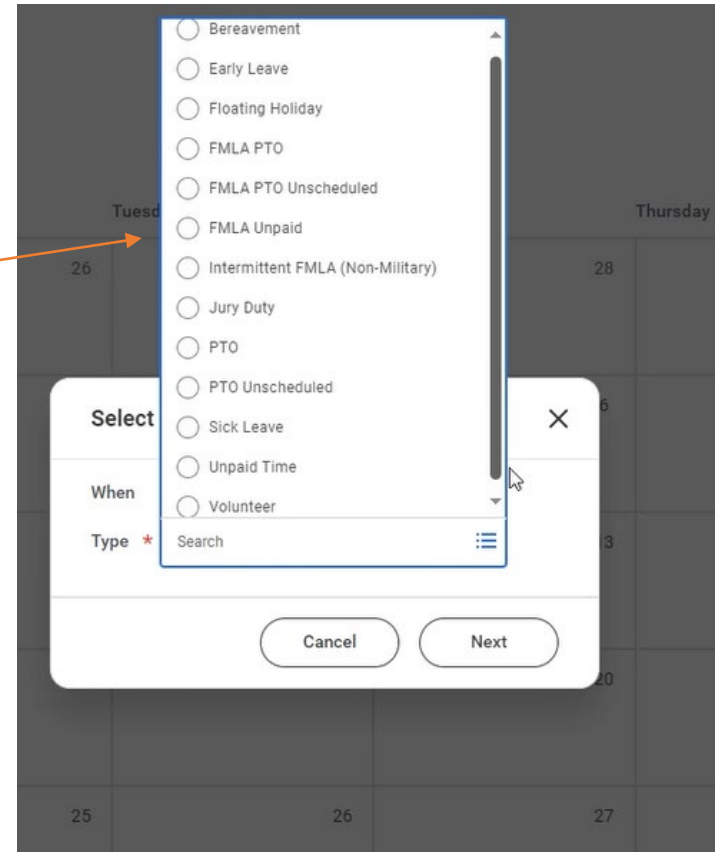 Bereavement
Early Leave
Floating Holiday
FMLA PTO
FMLA PTO Unscheduled
Tuesd
Thursday
FMLA Unpaid
26
Intermittent FMLA (Non-Military)
28
Jury Duty
PTO
PTO Unscheduled
6
Select
Sick Leave
Unpaid Time
When
Volunteer
Type * Search
3
Cancel Next
20
25 26 27